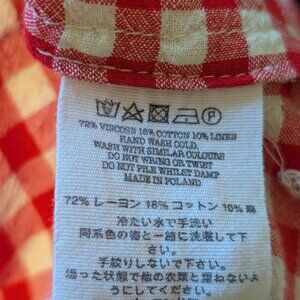 72% VISCOSE 18% COTTON 10% LINEN
HAND WASH COLD.
WASH WITH SIMILAR COLOURS
DO NOT WRING OR TWIST
DO NOT PILE WHILST DAMP
MADE IN POLAND
72% レーヨン 18% コットン 10% 麻
冷たい水で手洗い
同系色の物と一緒に洗濯して下
さい。
手絞りしないで下さい。
湿った状態で他の衣類と重ねないよ
うにしてください